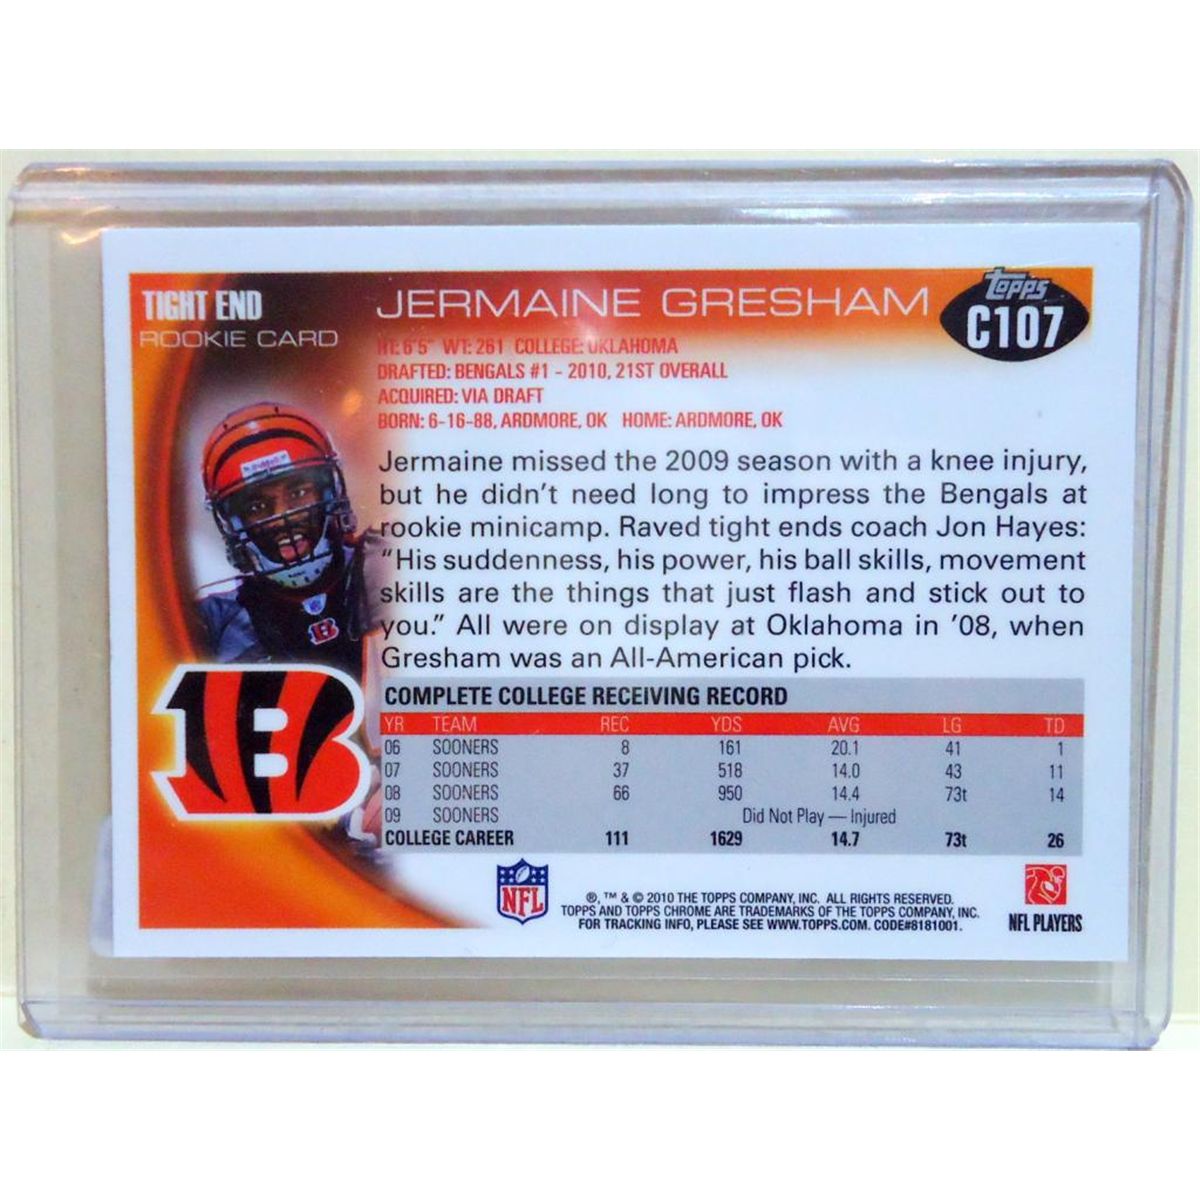 TIGHT END
ROOKIE CARD
JERMAINE GRESHAM
Topps
C107
HT: 6'5" WT: 261 COLLEGE: OKLAHOMA
DRAFTED: BENGALS #1 - 2010, 21ST OVERALL
ACQUIRED: VIA DRAFT
BORN: 6-16-88, ARDMORE, OK HOME: ARDMORE, OK
Jermaine missed the 2009 season with a knee injury,
but he didn't need long to impress the Bengals at
rookie minicamp. Raved tight ends coach Jon Hayes:
"His suddenness, his power, his ball skills, movement
skills are the things that just flash and stick out to
you." All were on display at Oklahoma in '08, when
Gresham was an All-American pick.
Riddell
B
B
COMPLETE COLLEGE RECEIVING RECORD
YR TEAM REC YDS AVG LG TD
06 SOONERS 8 161 20.1 41 1
07 SOONERS 37 518 14.0 43 11
08 SOONERS 66 950 14.4 73t 14
09 SOONERS Did Not Play — Injured
COLLEGE CAREER 111 1629 14.7 73t 26
NFL
®, ™ & © 2010 THE TOPPS COMPANY, INC. ALL RIGHTS RESERVED.
TOPPS AND TOPPS CHROME ARE TRADEMARKS OF THE TOPPS COMPANY, INC.
FOR TRACKING INFO, PLEASE SEE WWW.TOPPS.COM. CODE#8181001.
NFL PLAYERS